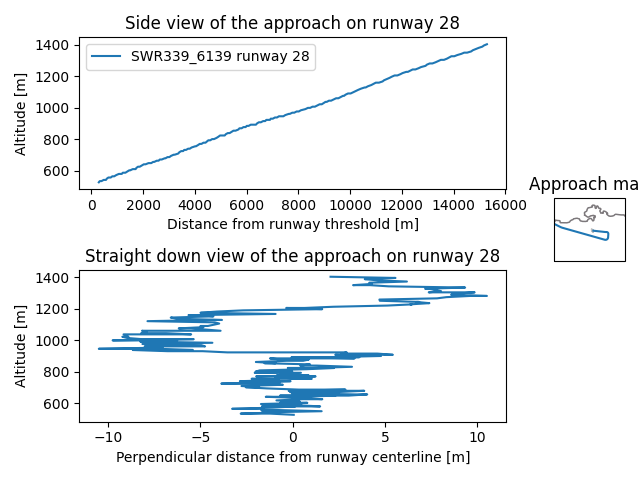 Side view of the approach on runway 28
1400
1200
1000
800
600
Altitude [m]
SWR339_6139 runway 28
0 2000 4000 6000 8000 10000 12000 14000 16000
Distance from runway threshold [m]
Approach ma
Straight down view of the approach on runway 28
1400
1200
1000
800
600
Altitude [m]
−10 −5 0 5 10
Perpendicular distance from runway centerline [m]